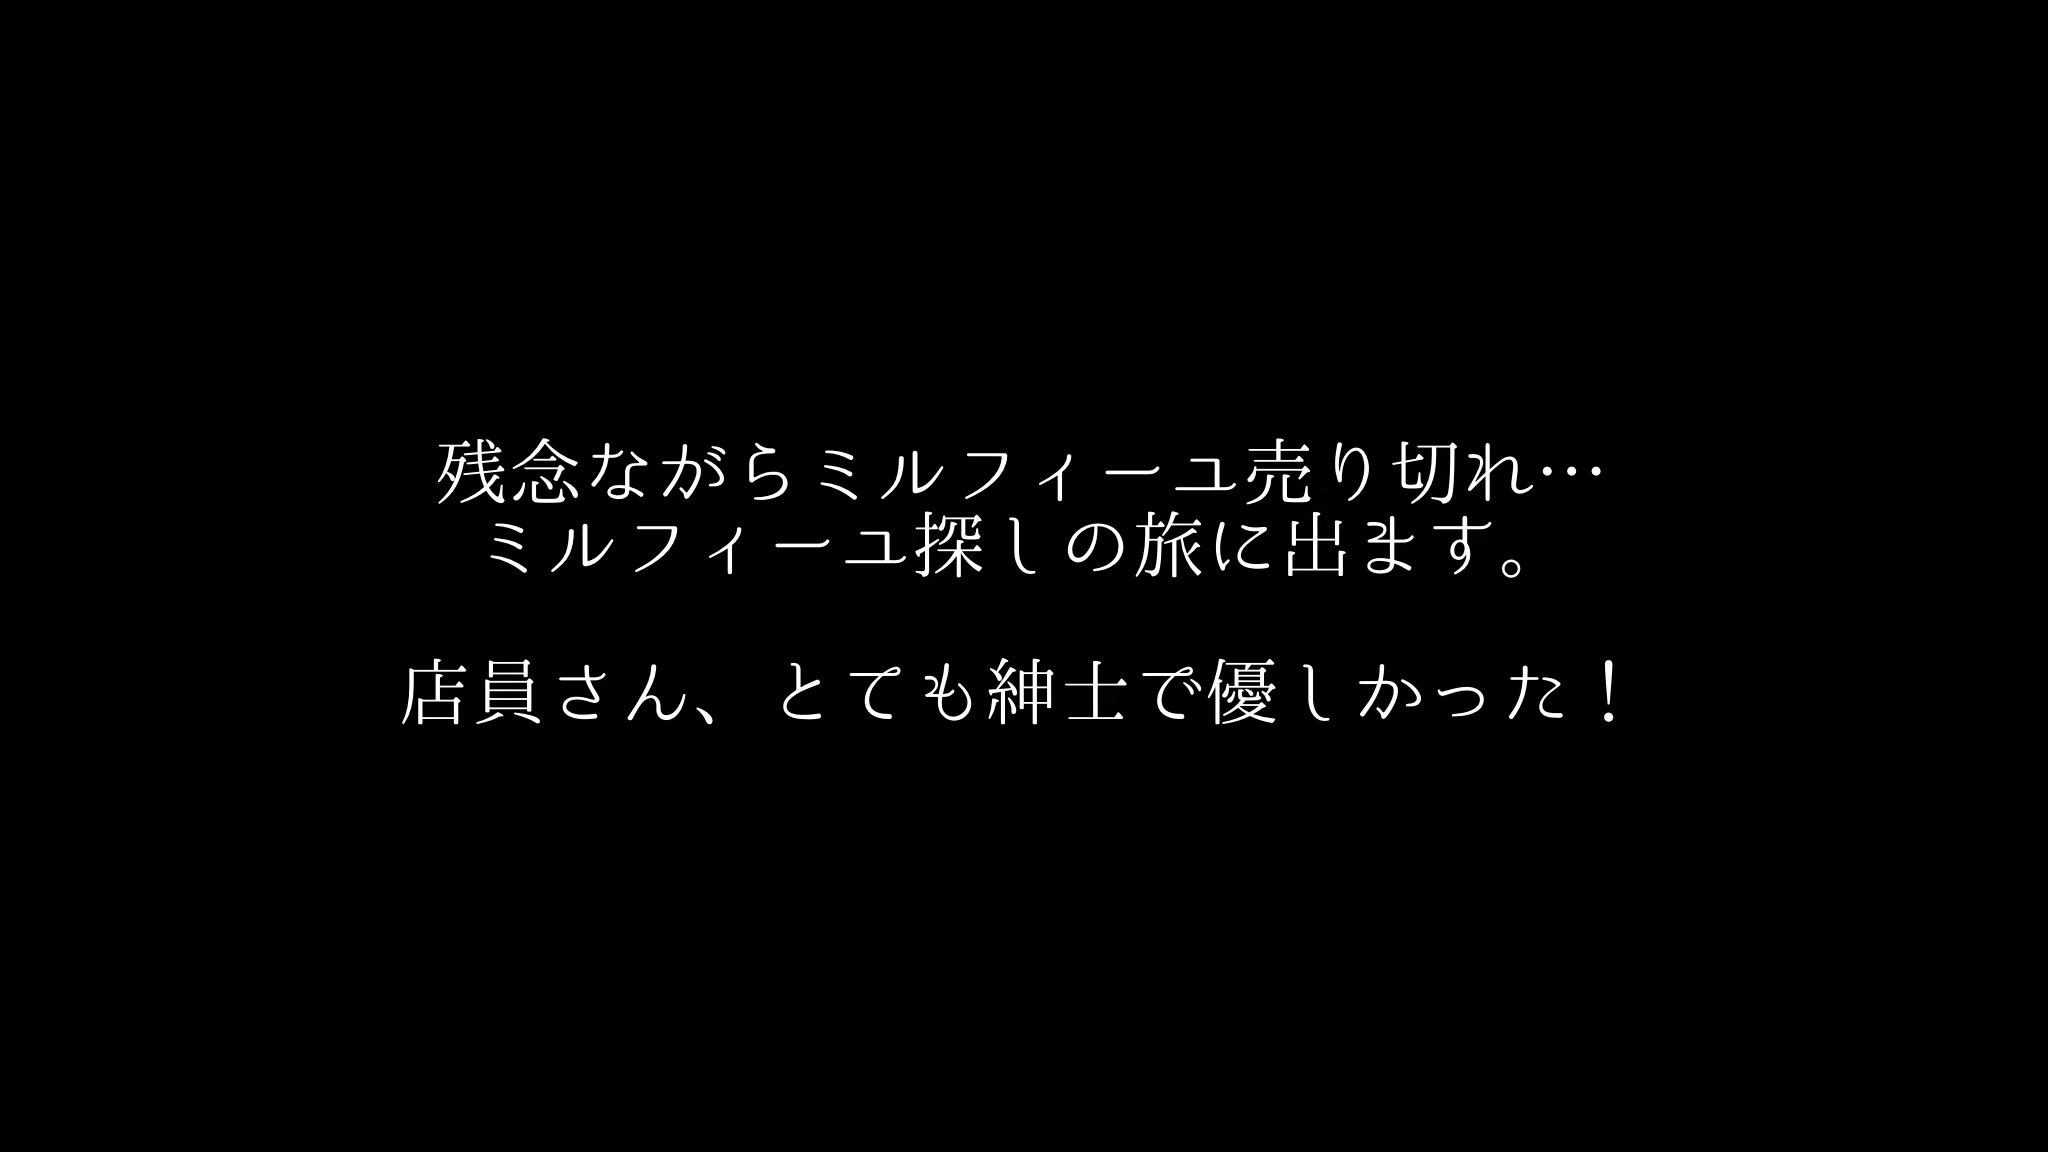 残念ながらミルフィーユ売り切れ…
ミルフィーユ探しの旅に出ます。
店員さん、とても紳士で優しかった！